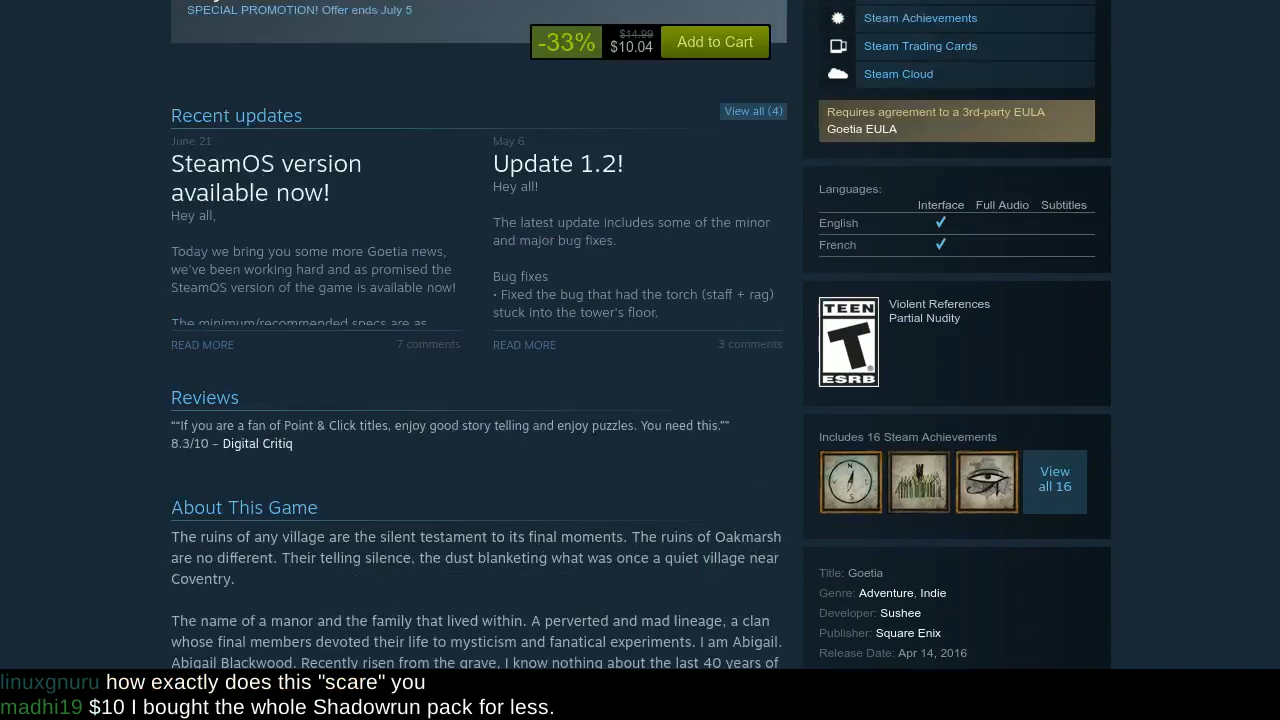 SPECIAL PROMOTION! Offer ends July 5
-33%
$14.99
$10.04
Add to Cart
Recent updates
View all (4)
June 21
SteamOS version
available now!
Hey all,
Today we bring you some more Goetia news,
we've been working hard and as promised the
SteamOS version of the game is available now!
The minimum/recommended specs are as
READ MORE
7 comments
May 6
Update 1.2!
Hey all!
The latest update includes some of the minor
and major bug fixes.
Bug fixes
• Fixed the bug that had the torch (staff + rag)
stuck into the tower's floor.
READ MORE
3 comments
Reviews
““If you are a fan of Point & Click titles, enjoy good story telling and enjoy puzzles. You need this.””
8.3/10 – Digital Critiq
About This Game
The ruins of any village are the silent testament to its final moments. The ruins of Oakmarsh
are no different. Their telling silence, the dust blanketing what was once a quiet village near
Coventry.
The name of a manor and the family that lived within. A perverted and mad lineage, a clan
whose final members devoted their life to mysticism and fanatical experiments. I am Abigail.
Abigail Blackwood. Recently risen from the grave, I know nothing about the last 40 years of
Steam Achievements
Steam Trading Cards
Steam Cloud
Requires agreement to a 3rd-party EULA
Goetia EULA
Languages:
Interface Full Audio Subtitles
English
French
TEEN
T
ESRB
Violent References
Partial Nudity
Includes 16 Steam Achievements
View
all 16
Title: Goetia
Genre: Adventure, Indie
Developer: Sushee
Publisher: Square Enix
Release Date: Apr 14, 2016
linuxgnuru how exactly does this "scare" you
madhi19 $10 I bought the whole Shadowrun pack for less.